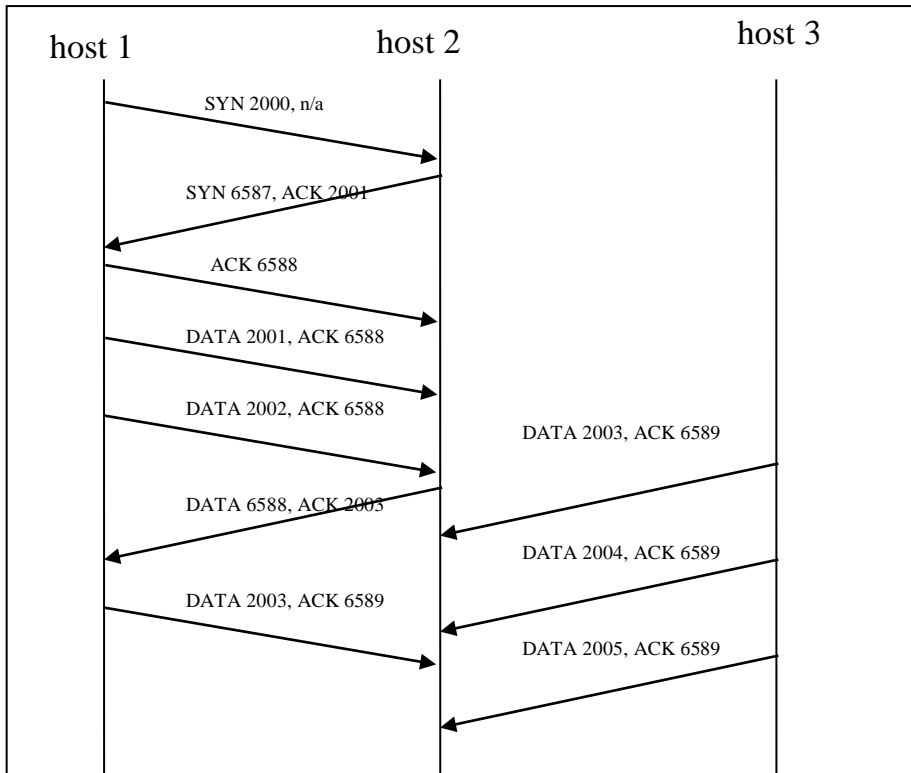 host 1
host 2
host 3
SYN 2000, n/a
SYN 6587, ACK 2001
ACK 6588
DATA 2001, ACK 6588
DATA 2002, ACK 6588
DATA 2003, ACK 6589
DATA 6588, ACK 2003
DATA 2004, ACK 6589
DATA 2003, ACK 6589
DATA 2005, ACK 6589